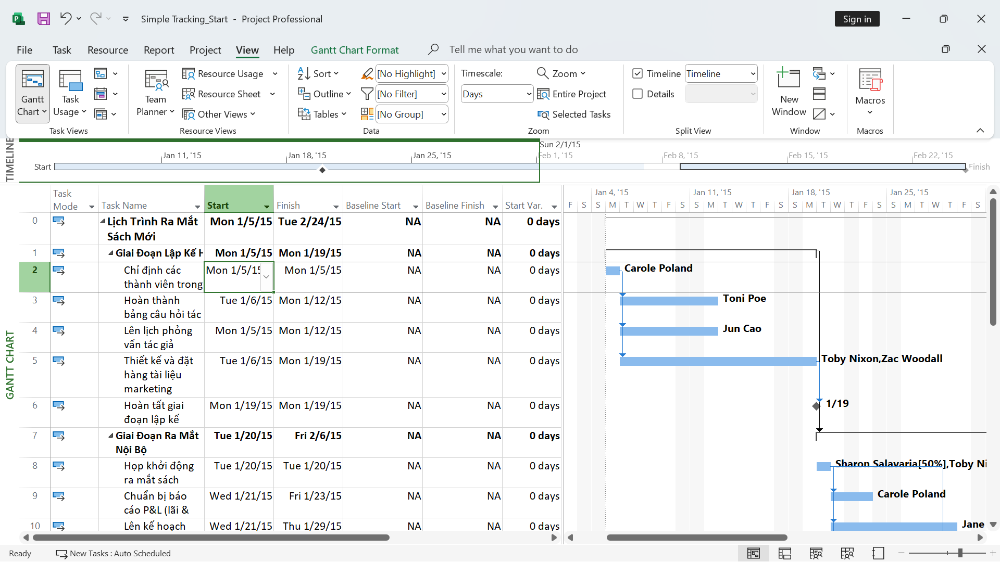 Simple Tracking_Start - Project Professional
Sign in
File Task Resource Report Project View Help Gantt Chart Format Tell me what you want to do
Gantt Chart
Task Usage
Task Views
Team Planner
Resource Usage
Resource Sheet
Other Views
Resource Views
Sort
Outline
Tables
[No Highlight]
[No Filter]
[No Group]
Data
Timescale:
Days
Zoom
Entire Project
Selected Tasks
Zoom
Timeline Timeline
Details
Split View
New Window
Window
Macros
Macros
TIMELINE
Sun 2/1/15
Jan 11, '15 Jan 18, '15 Jan 25, '15 Feb 1, '15 Feb 8, '15 Feb 15, '15 Feb 22, '15
Start Finish
GANTT CHART
Task Mode Task Name Start Finish Baseline Start Baseline Finish Start Var.
Jan 4, '15 Jan 11, '15 Jan 18, '15 Jan 25, '15
F S S M T W T F S S M T W T F S S M T W T F S S M T W T F S
0 Lịch Trình Ra Mắt Mon 1/5/15 Tue 2/24/15 NA NA 0 days
Sách Mới
1 Giai Đoạn Lập Kế H Mon 1/5/15 Mon 1/19/15 NA NA 0 days
2 Chỉ định các Mon 1/5/15 Mon 1/5/15 NA NA 0 days Carole Poland
thành viên trong
3 Hoàn thành Tue 1/6/15 Mon 1/12/15 NA NA 0 days Toni Poe
bảng câu hỏi tác
4 Lên lịch phỏng Mon 1/5/15 Mon 1/12/15 NA NA 0 days Jun Cao
vấn tác giả
5 Thiết kế và đặt Tue 1/6/15 Mon 1/19/15 NA NA 0 days Toby Nixon,Zac Woodall
hàng tài liệu
marketing
6 Hoàn tất giai Mon 1/19/15 Mon 1/19/15 NA NA 0 days 1/19
đoạn lập kế
7 Giai Đoạn Ra Mắt Tue 1/20/15 Fri 2/6/15 NA NA 0 days
Nội Bộ
8 Họp khởi động Tue 1/20/15 Tue 1/20/15 NA NA 0 days Sharon Salavaria[50%],Toby Ni
ra mắt sách
9 Chuẩn bị báo Wed 1/21/15 Fri 1/23/15 NA NA 0 days Carole Poland
cáo P&L (lãi &
10 Lên kế hoạch Wed 1/21/15 Thu 1/29/15 NA NA 0 days Jane
Ready New Tasks : Auto Scheduled